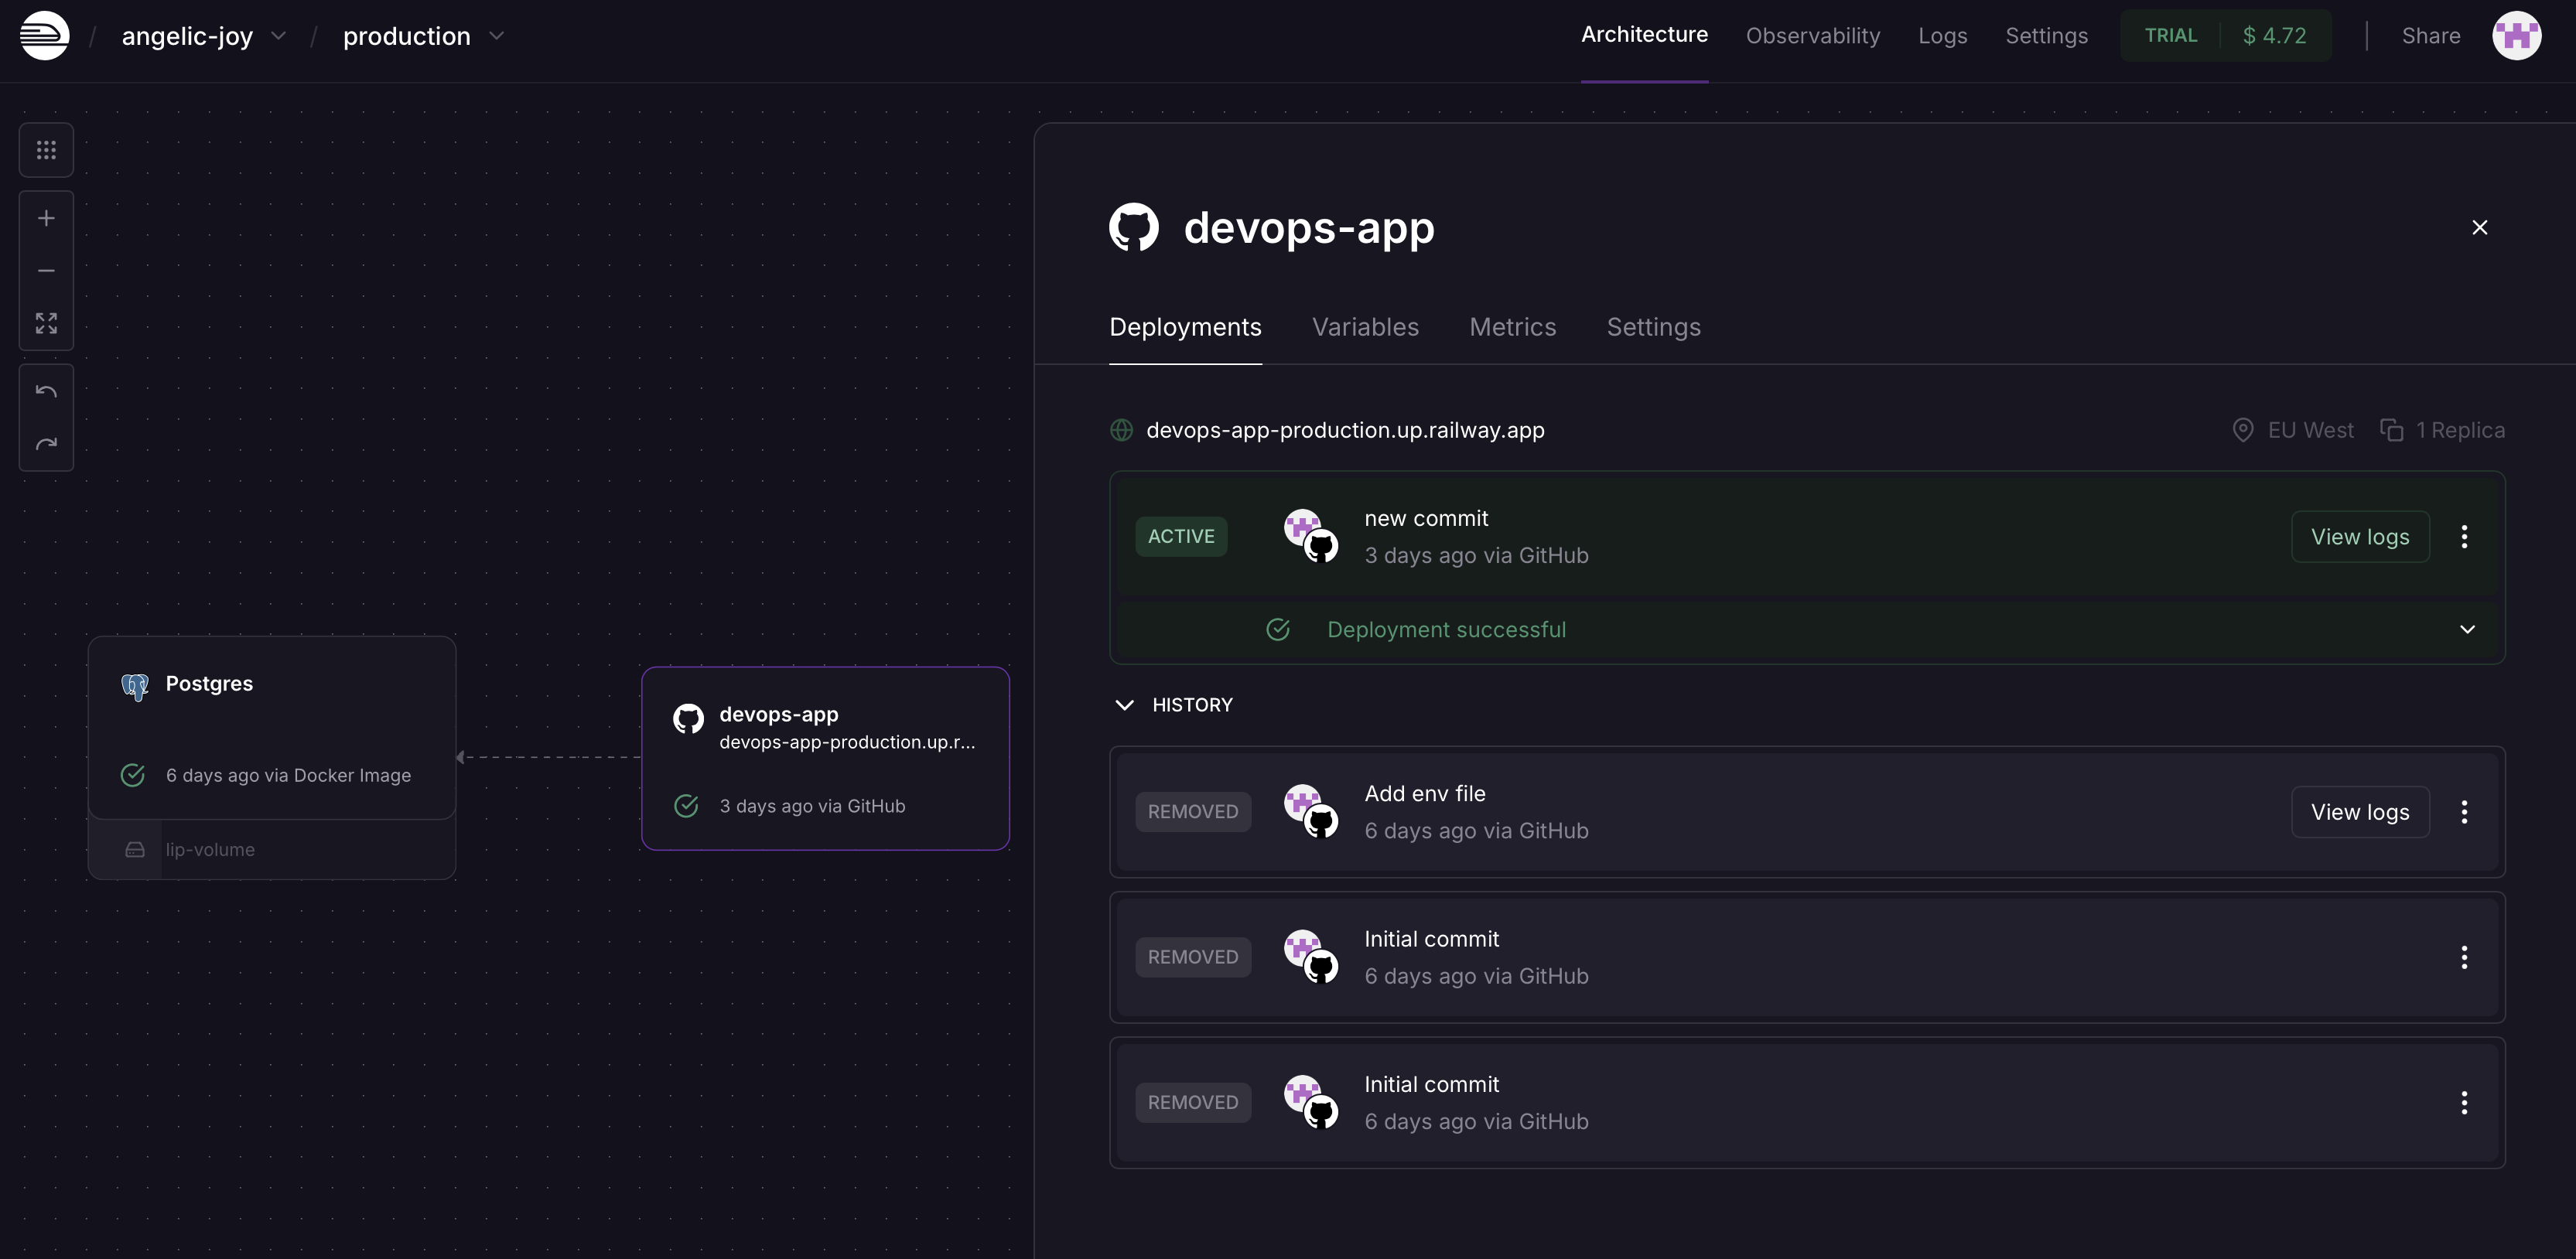 / angelic-joy / production
Architecture Observability Logs Settings TRIAL $ 4.72 Share
devops-app
Deployments Variables Metrics Settings
devops-app-production.up.railway.app EU West 1 Replica
ACTIVE
new commit
3 days ago via GitHub
View logs
Deployment successful
HISTORY
REMOVED
Add env file
6 days ago via GitHub
View logs
REMOVED
Initial commit
6 days ago via GitHub
REMOVED
Initial commit
6 days ago via GitHub
Postgres
6 days ago via Docker Image
lip-volume
devops-app
devops-app-production.up.r...
3 days ago via GitHub